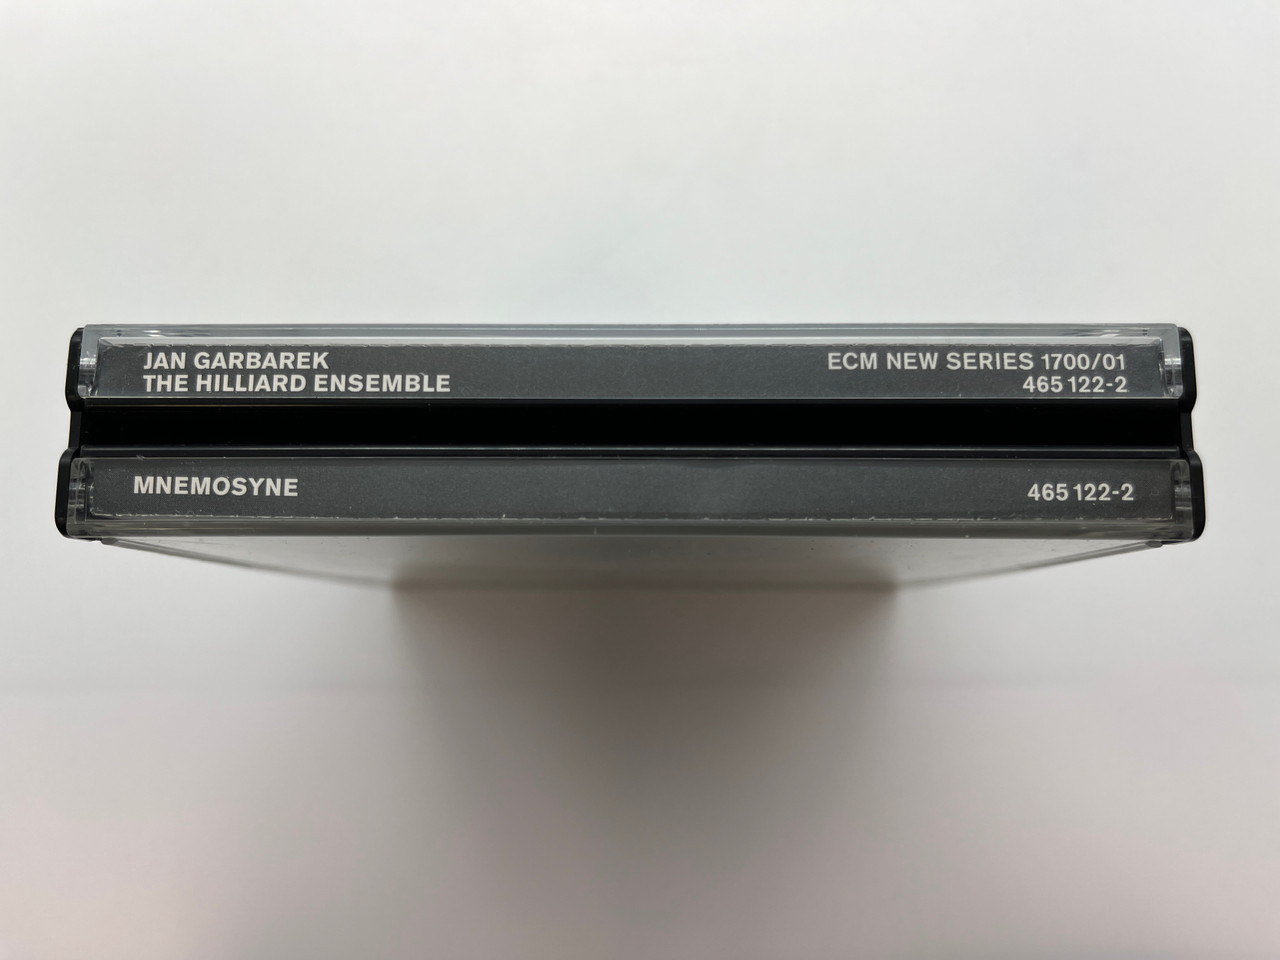 JAN GARBAREK
THE HILLIARD ENSEMBLE
ECM NEW SERIES 1700/01
465 122-2
MNEMOSYNE
465 122-2